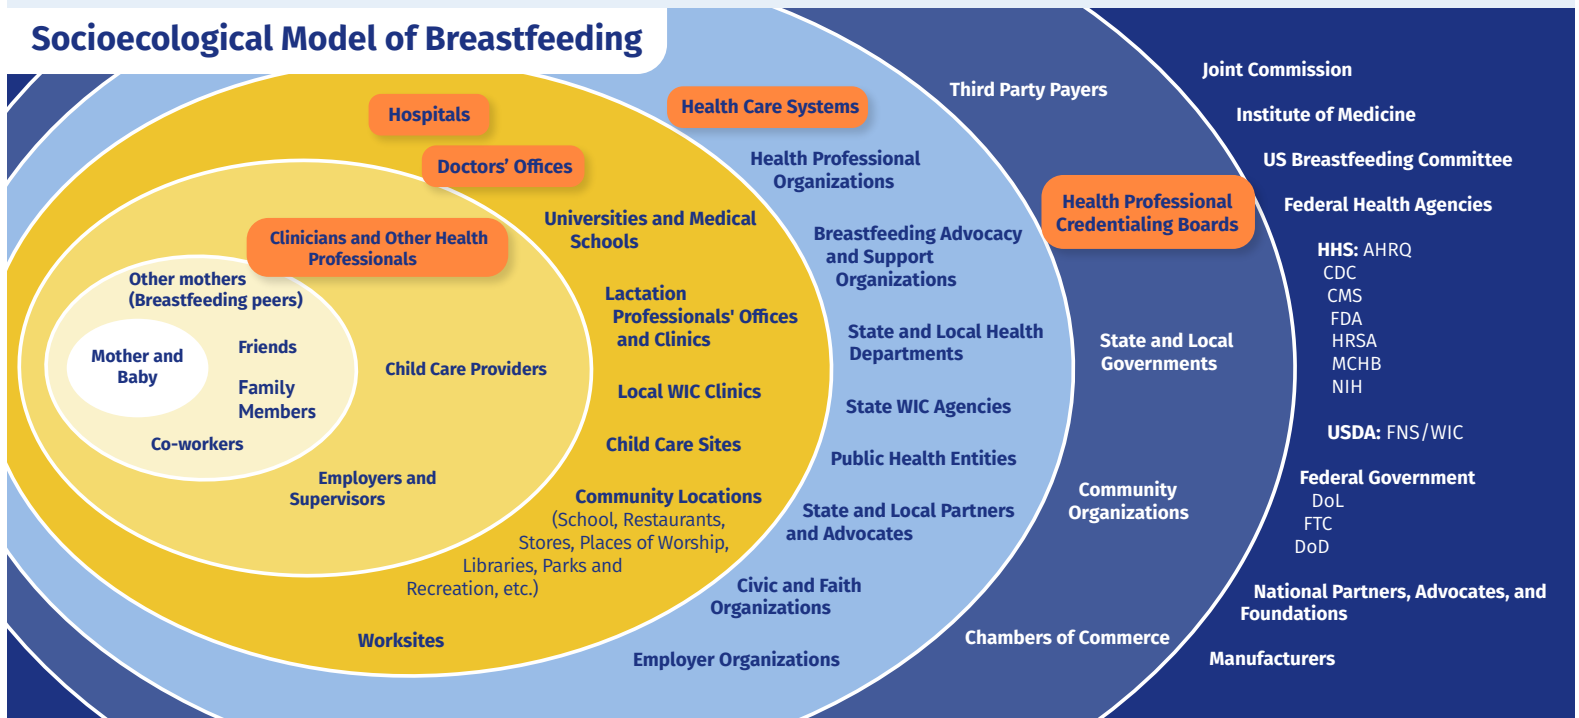 Socioecological Model of Breastfeeding
Mother and
Baby
Other mothers
(Breastfeeding peers)
Friends
Family
Members
Co-workers
Clinicians and Other Health
Professionals
Child Care Providers
Employers and
Supervisors
Hospitals
Doctors’ Offices
Universities and Medical
Schools
Lactation
Professionals' Offices
and Clinics
Local WIC Clinics
Child Care Sites
Community Locations
(School, Restaurants,
Stores, Places of Worship,
Libraries, Parks and
Recreation, etc.)
Worksites
Health Care Systems
Health Professional
Organizations
Breastfeeding Advocacy
and Support
Organizations
State and Local Health
Departments
State WIC Agencies
Public Health Entities
State and Local Partners
and Advocates
Civic and Faith
Organizations
Employer Organizations
Third Party Payers
Health Professional
Credentialing Boards
State and Local
Governments
Community
Organizations
Chambers of Commerce
Joint Commission
Institute of Medicine
US Breastfeeding Committee
Federal Health Agencies
HHS: AHRQ
CDC
CMS
FDA
HRSA
MCHB
NIH
USDA: FNS/WIC
Federal Government
DoL
FTC
DoD
National Partners, Advocates, and
Foundations
Manufacturers